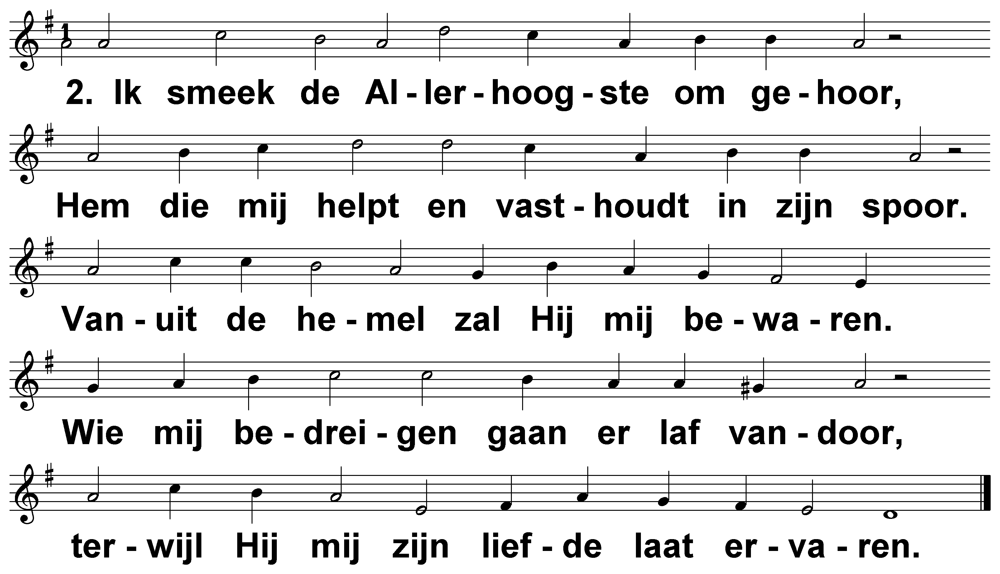 2. Ik smeek de Al - ler - hoog - ste om ge - hoor,
Hem die mij helpt en vast - houdt in zijn spoor.
Van - uit de he - mel zal Hij mij be - wa - ren.
Wie mij be - drei - gen gaan er laf van - door,
ter - wijl Hij mij zijn lief - de laat er - va - ren.